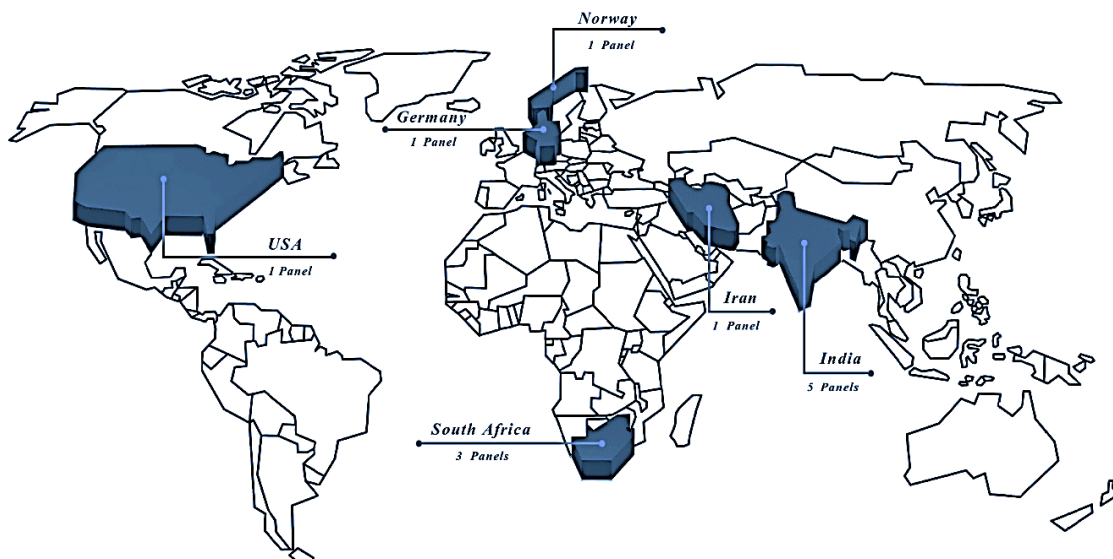 Norway
1 Panel
Germany
1 Panel
USA
1 Panel
Iran
1 Panel
India
5 Panels
South Africa
3 Panels